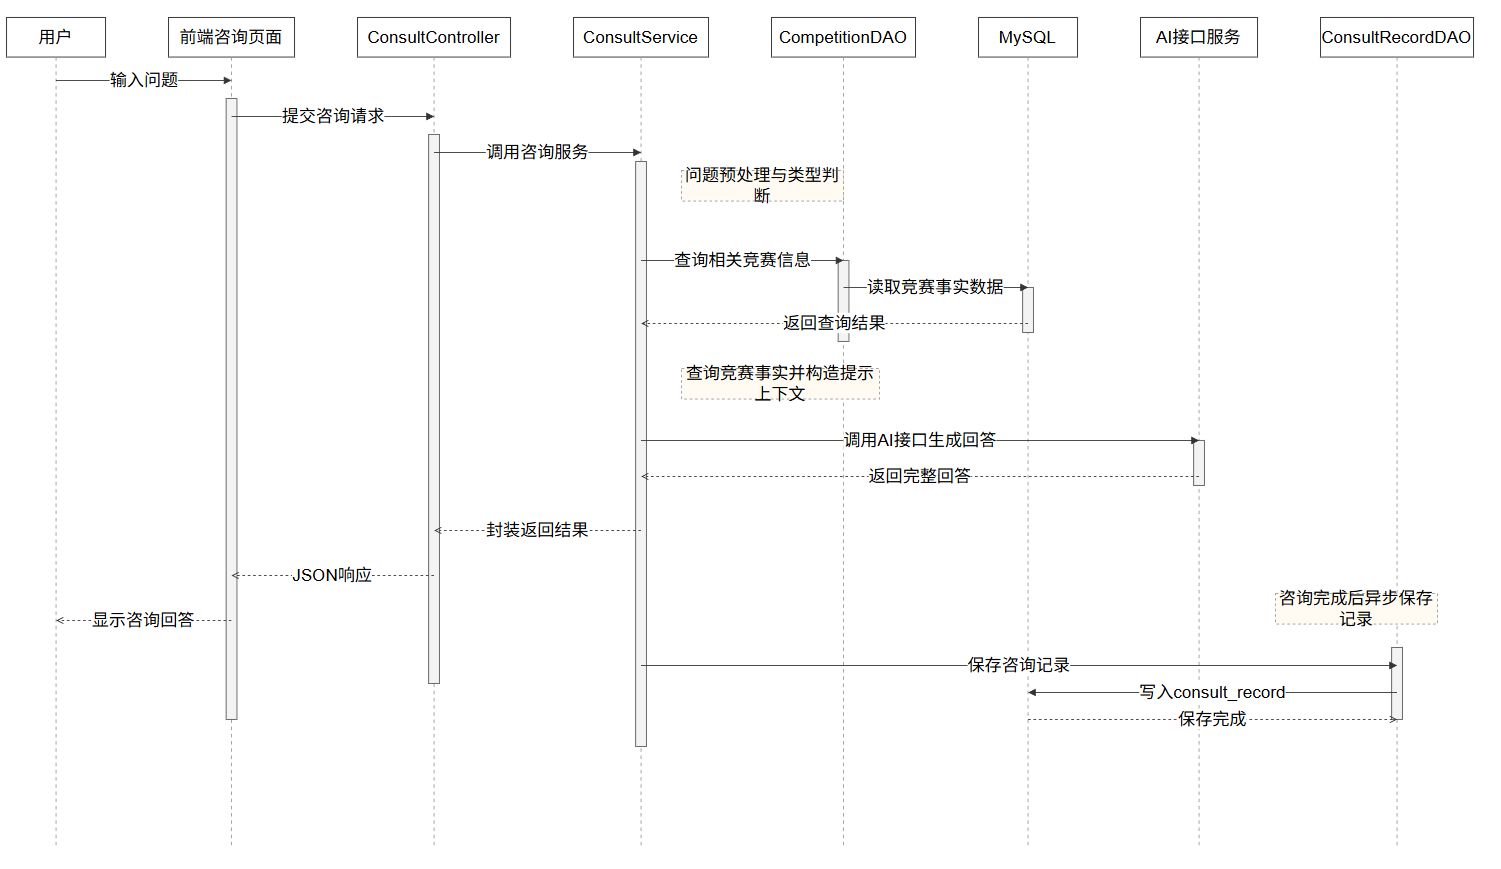 用户
前端咨询页面
ConsultController
ConsultService
CompetitionDAO
MySQL
AI接口服务
ConsultRecordDAO
输入问题
提交咨询请求
调用咨询服务
问题预处理与类型判
断
查询相关竞赛信息
读取竞赛事实数据
返回查询结果
查询竞赛事实并构造提示
上下文
调用AI接口生成回答
返回完整回答
封装返回结果
JSON响应
咨询完成后异步保存
记录
显示咨询回答
保存咨询记录
写入consult_record
保存完成